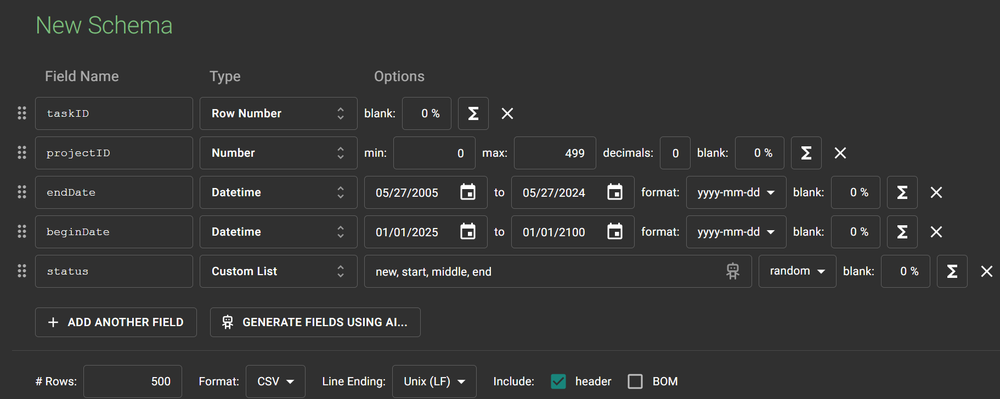 New Schema
Field Name Type Options
taskID Row Number blank: 0 % Σ
projectID Number min: 0 max: 499 decimals: 0 blank: 0 % Σ
endDate Datetime 05/27/2005 to 05/27/2024 format: yyyy-mm-dd blank: 0 % Σ
beginDate Datetime 01/01/2025 to 01/01/2100 format: yyyy-mm-dd blank: 0 % Σ
status Custom List new, start, middle, end random blank: 0 % Σ
+ ADD ANOTHER FIELD GENERATE FIELDS USING AI...
# Rows: 500 Format: CSV Line Ending: Unix (LF) Include: header BOM